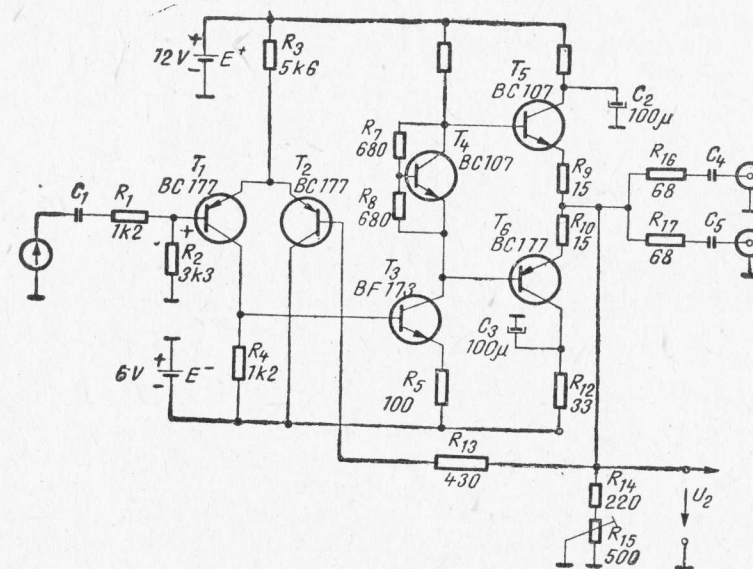 12V
+
E+
-
R3
5k6
T5
BC107
C2
100µ
T1
BC177
T2
BC177
R7
680
T4
BC107
R8
680
R9
15
R16
68
C4
C1
R1
1k2
+
R2
3k3
T6
BC177
R10
15
R17
68
C5
T3
BF173
C3
100µ
6V
+
E-
-
R4
1k2
R5
100
R12
33
R13
430
R14
220
U2
R15
500